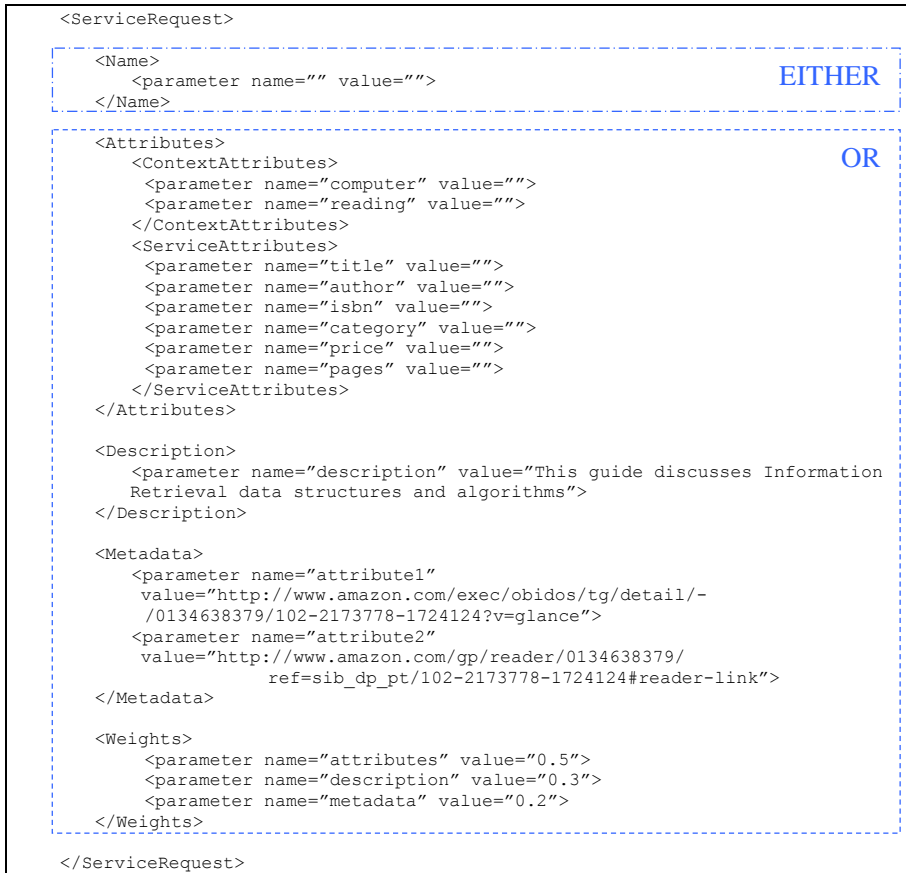 <ServiceRequest>
<Name>
<parameter name=”” value=””>
</Name>
EITHER
<Attributes>
OR
<ContextAttributes>
<parameter name=”computer” value=””>
<parameter name=”reading” value=””>
</ContextAttributes>
<ServiceAttributes>
<parameter name=”title” value=””>
<parameter name=”author” value=””>
<parameter name=”isbn” value=””>
<parameter name=”category” value=””>
<parameter name=”price” value=””>
<parameter name=”pages” value=””>
</ServiceAttributes>
</Attributes>
<Description>
<parameter name=”description” value=”This guide discusses Information
Retrieval data structures and algorithms”>
</Description>
<Metadata>
<parameter name=”attribute1”
value=”http://www.amazon.com/exec/obidos/tg/detail/-
/0134638379/102-2173778-1724124?v=glance”>
<parameter name=”attribute2”
value=”http://www.amazon.com/gp/reader/0134638379/
ref=sib_dp_pt/102-2173778-1724124#reader-link”>
</Metadata>
<Weights>
<parameter name=”attributes” value=”0.5”>
<parameter name=”description” value=”0.3”>
<parameter name=”metadata” value=”0.2”>
</Weights>
</ServiceRequest>